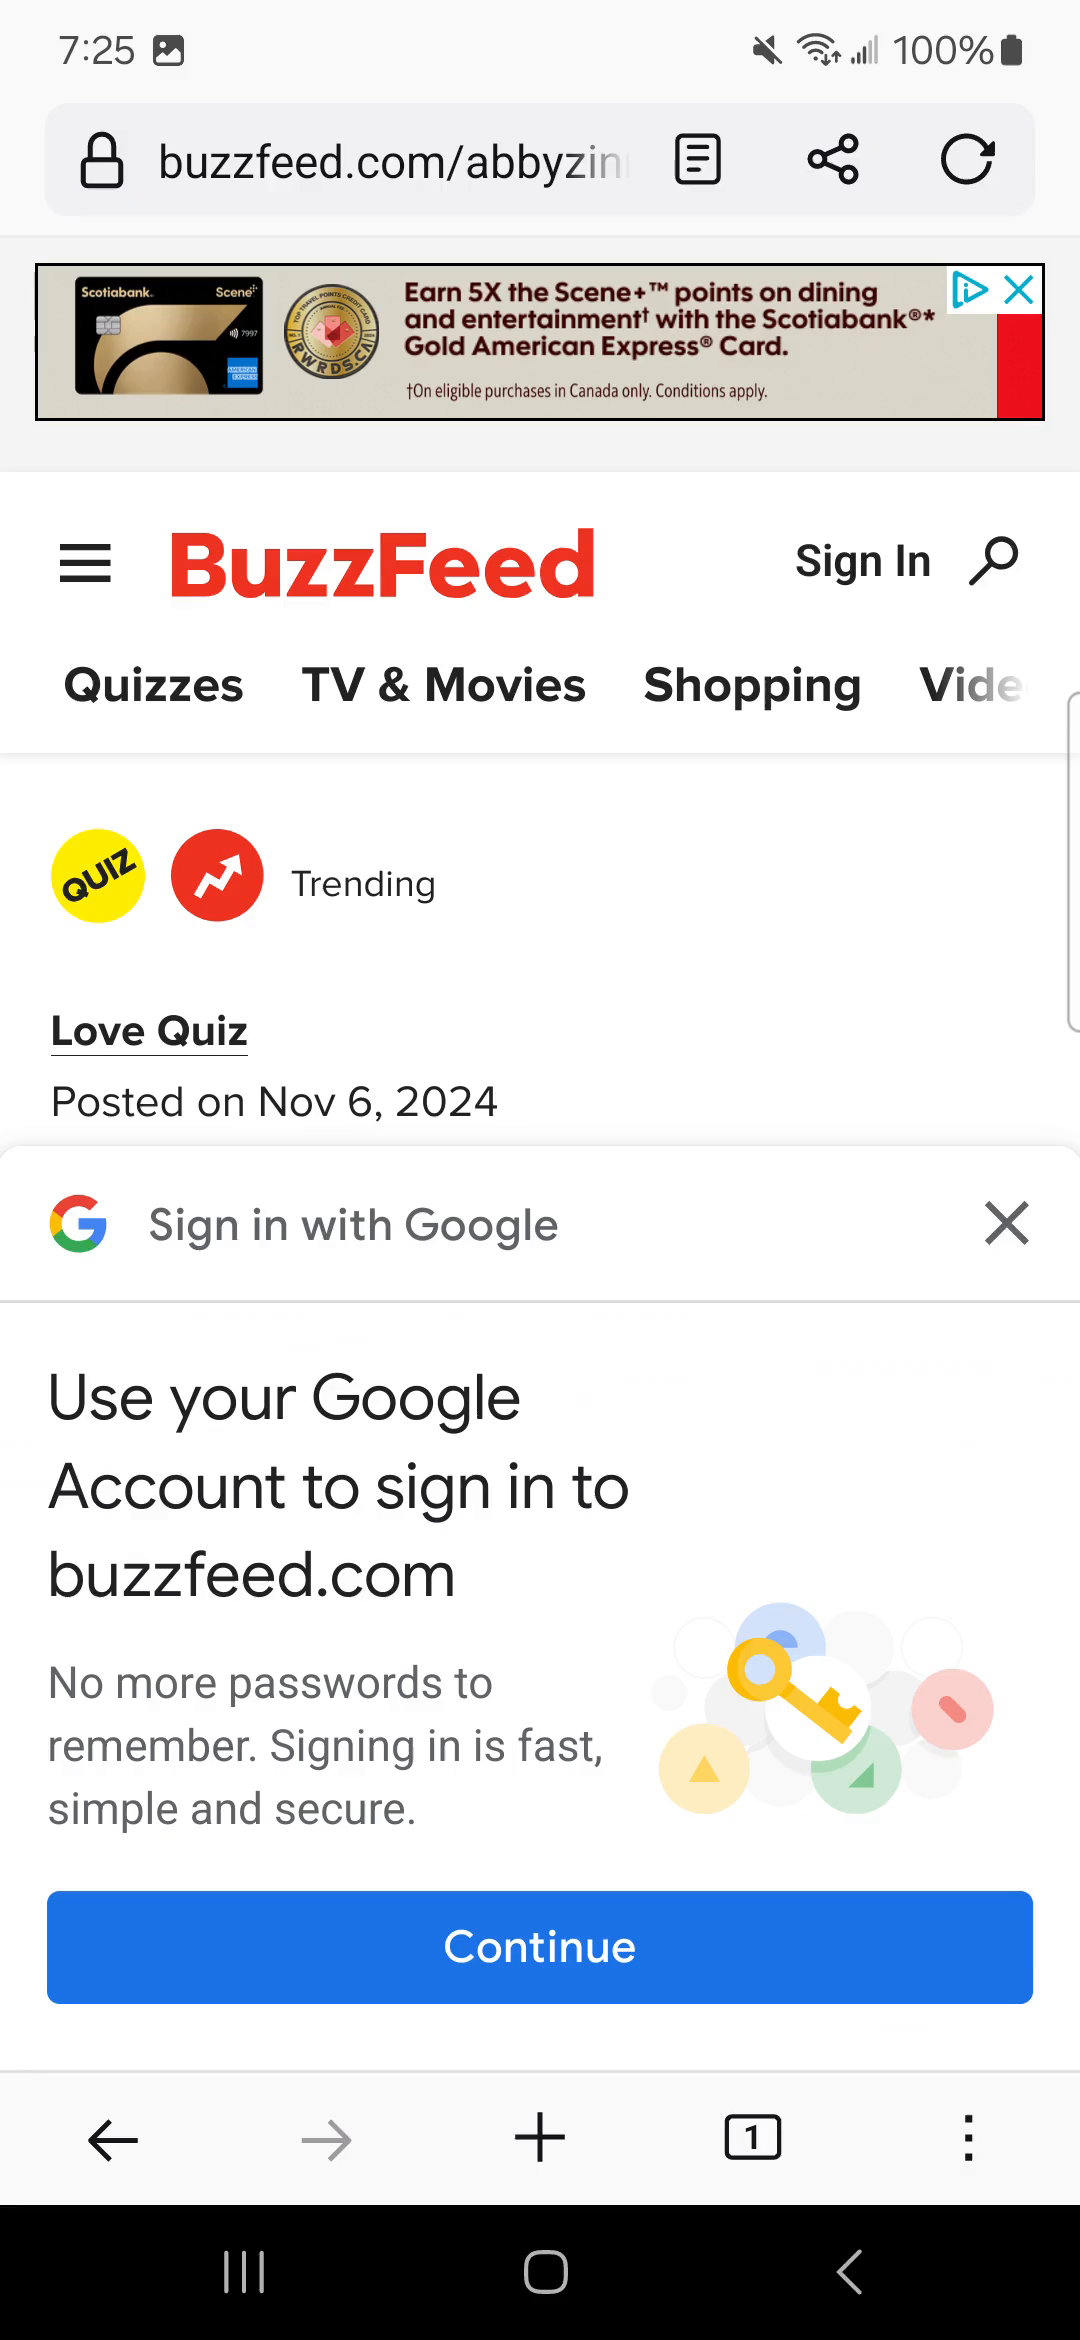 7:25
100%
buzzfeed.com/abbyzin
Scotiabank. Scene+
7997
AMERICAN EXPRESS
RWRDS.CA
Earn 5X the Scene+™ points on dining
and entertainment† with the Scotiabank®*
Gold American Express® Card.
†On eligible purchases in Canada only. Conditions apply.
BuzzFeed
Sign In
Quizzes TV & Movies Shopping Vide
QUIZ
Trending
Love Quiz
Posted on Nov 6, 2024
Sign in with Google
Use your Google
Account to sign in to
buzzfeed.com
No more passwords to
remember. Signing in is fast,
simple and secure.
Continue
1